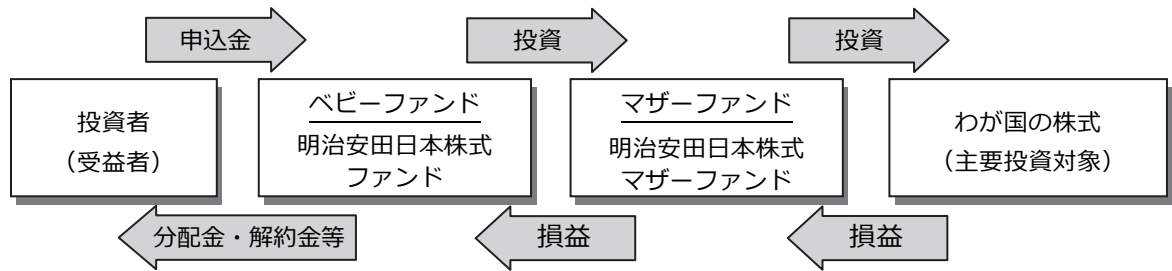 申込金
投資
投資
投資者
（受益者）
ベビーファンド
明治安田日本株式
ファンド
マザーファンド
明治安田日本株式
マザーファンド
わが国の株式
（主要投資対象）
分配金・解約金等
損益
損益